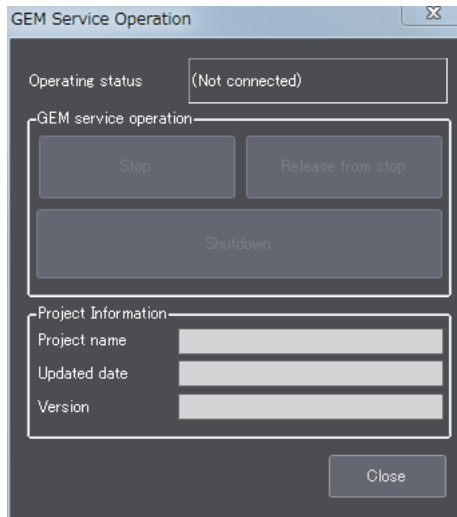 GEM Service Operation
Operating status (Not connected)
GEM service operation
Stop Release from stop
Shutdown
Project Information
Project name
Updated date
Version
Close